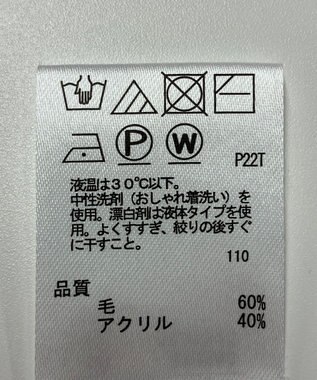 P W P22T
液温は30℃以下。
中性洗剤（おしゃれ着洗い）を
使用。漂白剤は液体タイプを使
用。よくすすぎ、絞りの後すぐ
に干すこと。
110
品質
毛 60%
アクリル 40%